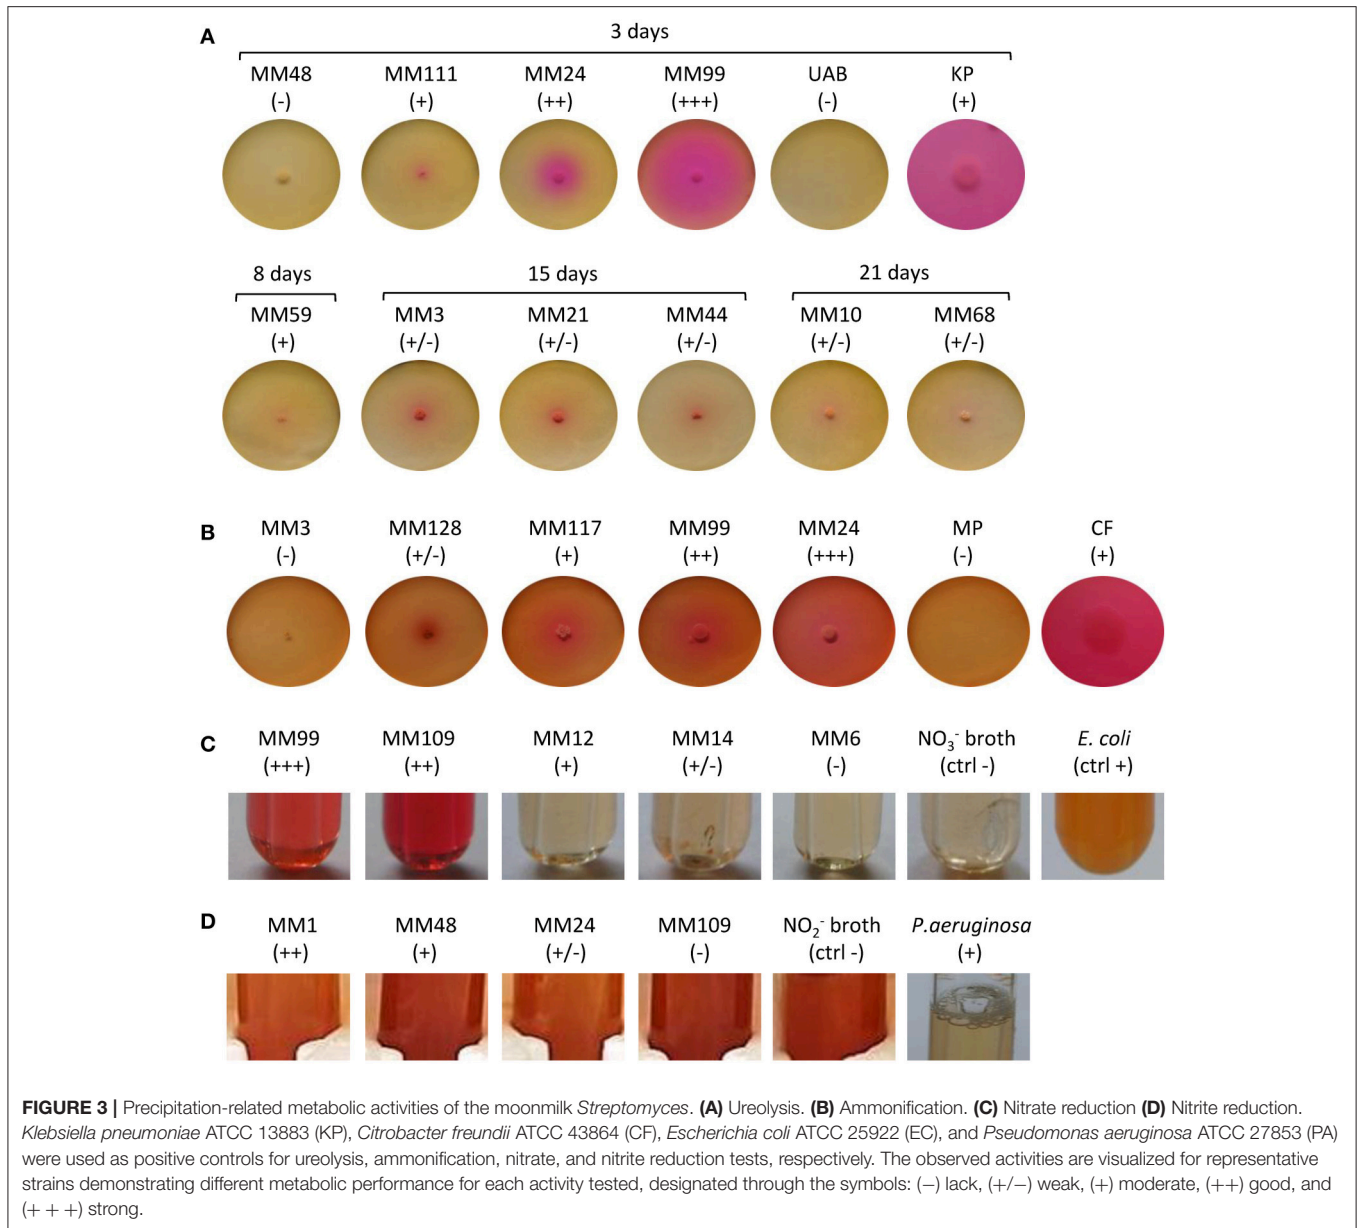 A
3 days
MM48 MM111 MM24 MM99 UAB KP
(-) (+) (++) (+++) (-) (+)
8 days 15 days 21 days
MM59 MM3 MM21 MM44 MM10 MM68
(+) (+/-) (+/-) (+/-) (+/-) (+/-)
B
MM3 MM128 MM117 MM99 MM24 MP CF
(-) (+/-) (+) (++) (+++) (-) (+)
C
MM99 MM109 MM12 MM14 MM6 NO3- broth E. coli
(+++) (++) (+) (+/-) (-) (ctrl -) (ctrl +)
D
MM1 MM48 MM24 MM109 NO2- broth P.aeruginosa
(++) (+) (+/-) (-) (ctrl -) (+)
FIGURE 3 | Precipitation-related metabolic activities of the moonmilk Streptomyces. (A) Ureolysis. (B) Ammonification. (C) Nitrate reduction (D) Nitrite reduction.
Klebsiella pneumoniae ATCC 13883 (KP), Citrobacter freundii ATCC 43864 (CF), Escherichia coli ATCC 25922 (EC), and Pseudomonas aeruginosa ATCC 27853 (PA)
were used as positive controls for ureolysis, ammonification, nitrate, and nitrite reduction tests, respectively. The observed activities are visualized for representative
strains demonstrating different metabolic performance for each activity tested, designated through the symbols: (−) lack, (+/−) weak, (+) moderate, (++) good, and
(+ + +) strong.